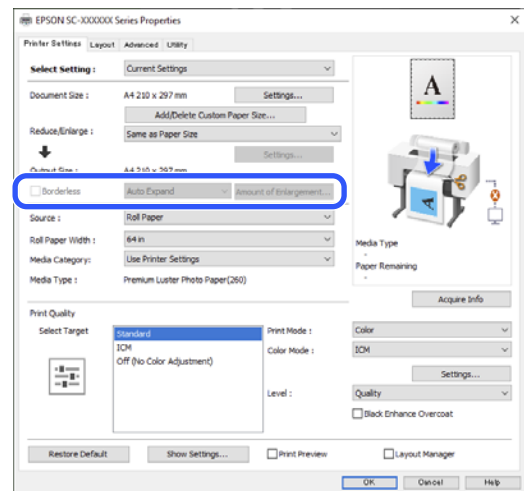 EPSON SC-XXXXXX Series Properties
Printer Settings Layout Advanced Utility
Select Setting : Current Settings
Document Size : A4 210 x 297 mm Settings...
Add/Delete Custom Paper Size...
Reduce/Enlarge : Same as Paper Size
Settings...
Output Size : A4 210 x 297 mm
Borderless Auto Expand Amount of Enlargement...
Source : Roll Paper
Roll Paper Width : 64 in
Media Category: Use Printer Settings
Media Type : Premium Luster Photo Paper(260)
A
Media Type
-
Paper Remaining
-
Acquire Info
Print Quality
Select Target
Standard
ICM
Off (No Color Adjustment)
Print Mode : Color
Color Mode : ICM
Settings...
Level : Quality
Black Enhance Overcoat
Restore Default Show Settings... Print Preview Layout Manager
OK Cancel Help